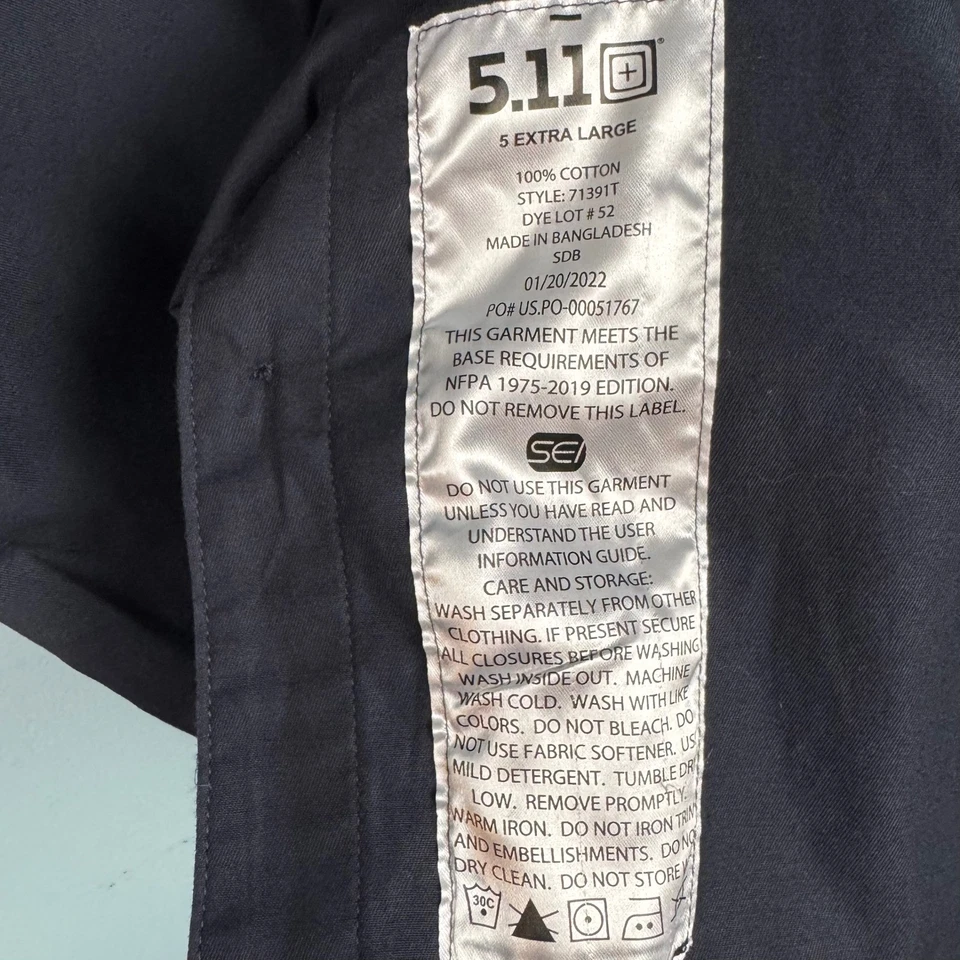 5.11®
5 EXTRA LARGE
100% COTTON
STYLE: 71391T
DYE LOT # 52
MADE IN BANGLADESH
SDB
01/20/2022
PO# US.PO-00051767
THIS GARMENT MEETS THE
BASE REQUIREMENTS OF
NFPA 1975-2019 EDITION.
DO NOT REMOVE THIS LABEL.
SEI
DO NOT USE THIS GARMENT
UNLESS YOU HAVE READ AND
UNDERSTAND THE USER
INFORMATION GUIDE.
CARE AND STORAGE:
WASH SEPARATELY FROM OTHER
CLOTHING. IF PRESENT SECURE
ALL CLOSURES BEFORE WASHING
WASH INSIDE OUT. MACHINE
WASH COLD. WASH WITH LIKE
COLORS. DO NOT BLEACH. DO
NOT USE FABRIC SOFTENER. US
MILD DETERGENT. TUMBLE DR
LOW. REMOVE PROMPTLY.
WARM IRON. DO NOT IRON TRIM
AND EMBELLISHMENTS. DO NO
DRY CLEAN. DO NOT STORE
30C